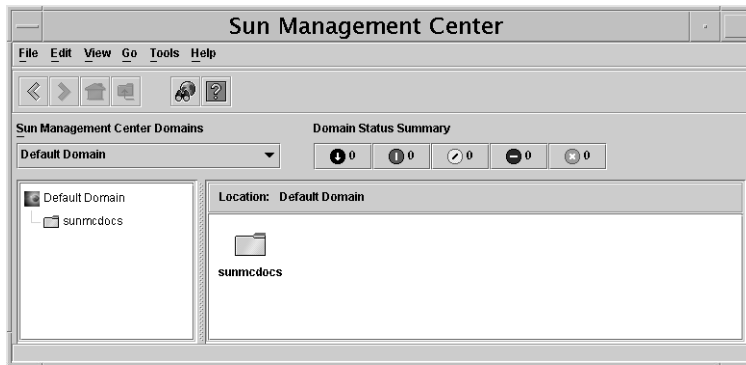 Sun Management Center
File Edit View Go Tools Help
?
Sun Management Center Domains
Domain Status Summary
Default Domain
0 0 0 0 0
Default Domain
sunmcdocs
Location: Default Domain
sunmcdocs